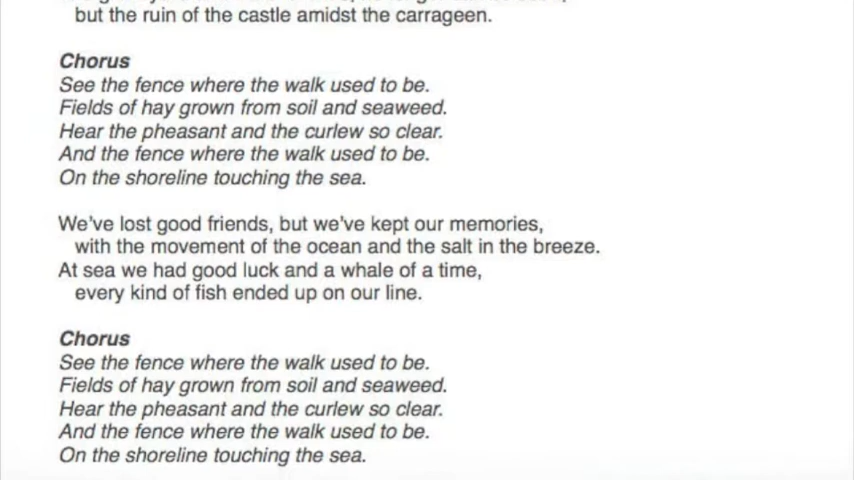 but the ruin of the castle amidst the carrageen.
Chorus
See the fence where the walk used to be.
Fields of hay grown from soil and seaweed.
Hear the pheasant and the curlew so clear.
And the fence where the walk used to be.
On the shoreline touching the sea.
We've lost good friends, but we've kept our memories,
with the movement of the ocean and the salt in the breeze.
At sea we had good luck and a whale of a time,
every kind of fish ended up on our line.
Chorus
See the fence where the walk used to be.
Fields of hay grown from soil and seaweed.
Hear the pheasant and the curlew so clear.
And the fence where the walk used to be.
On the shoreline touching the sea.